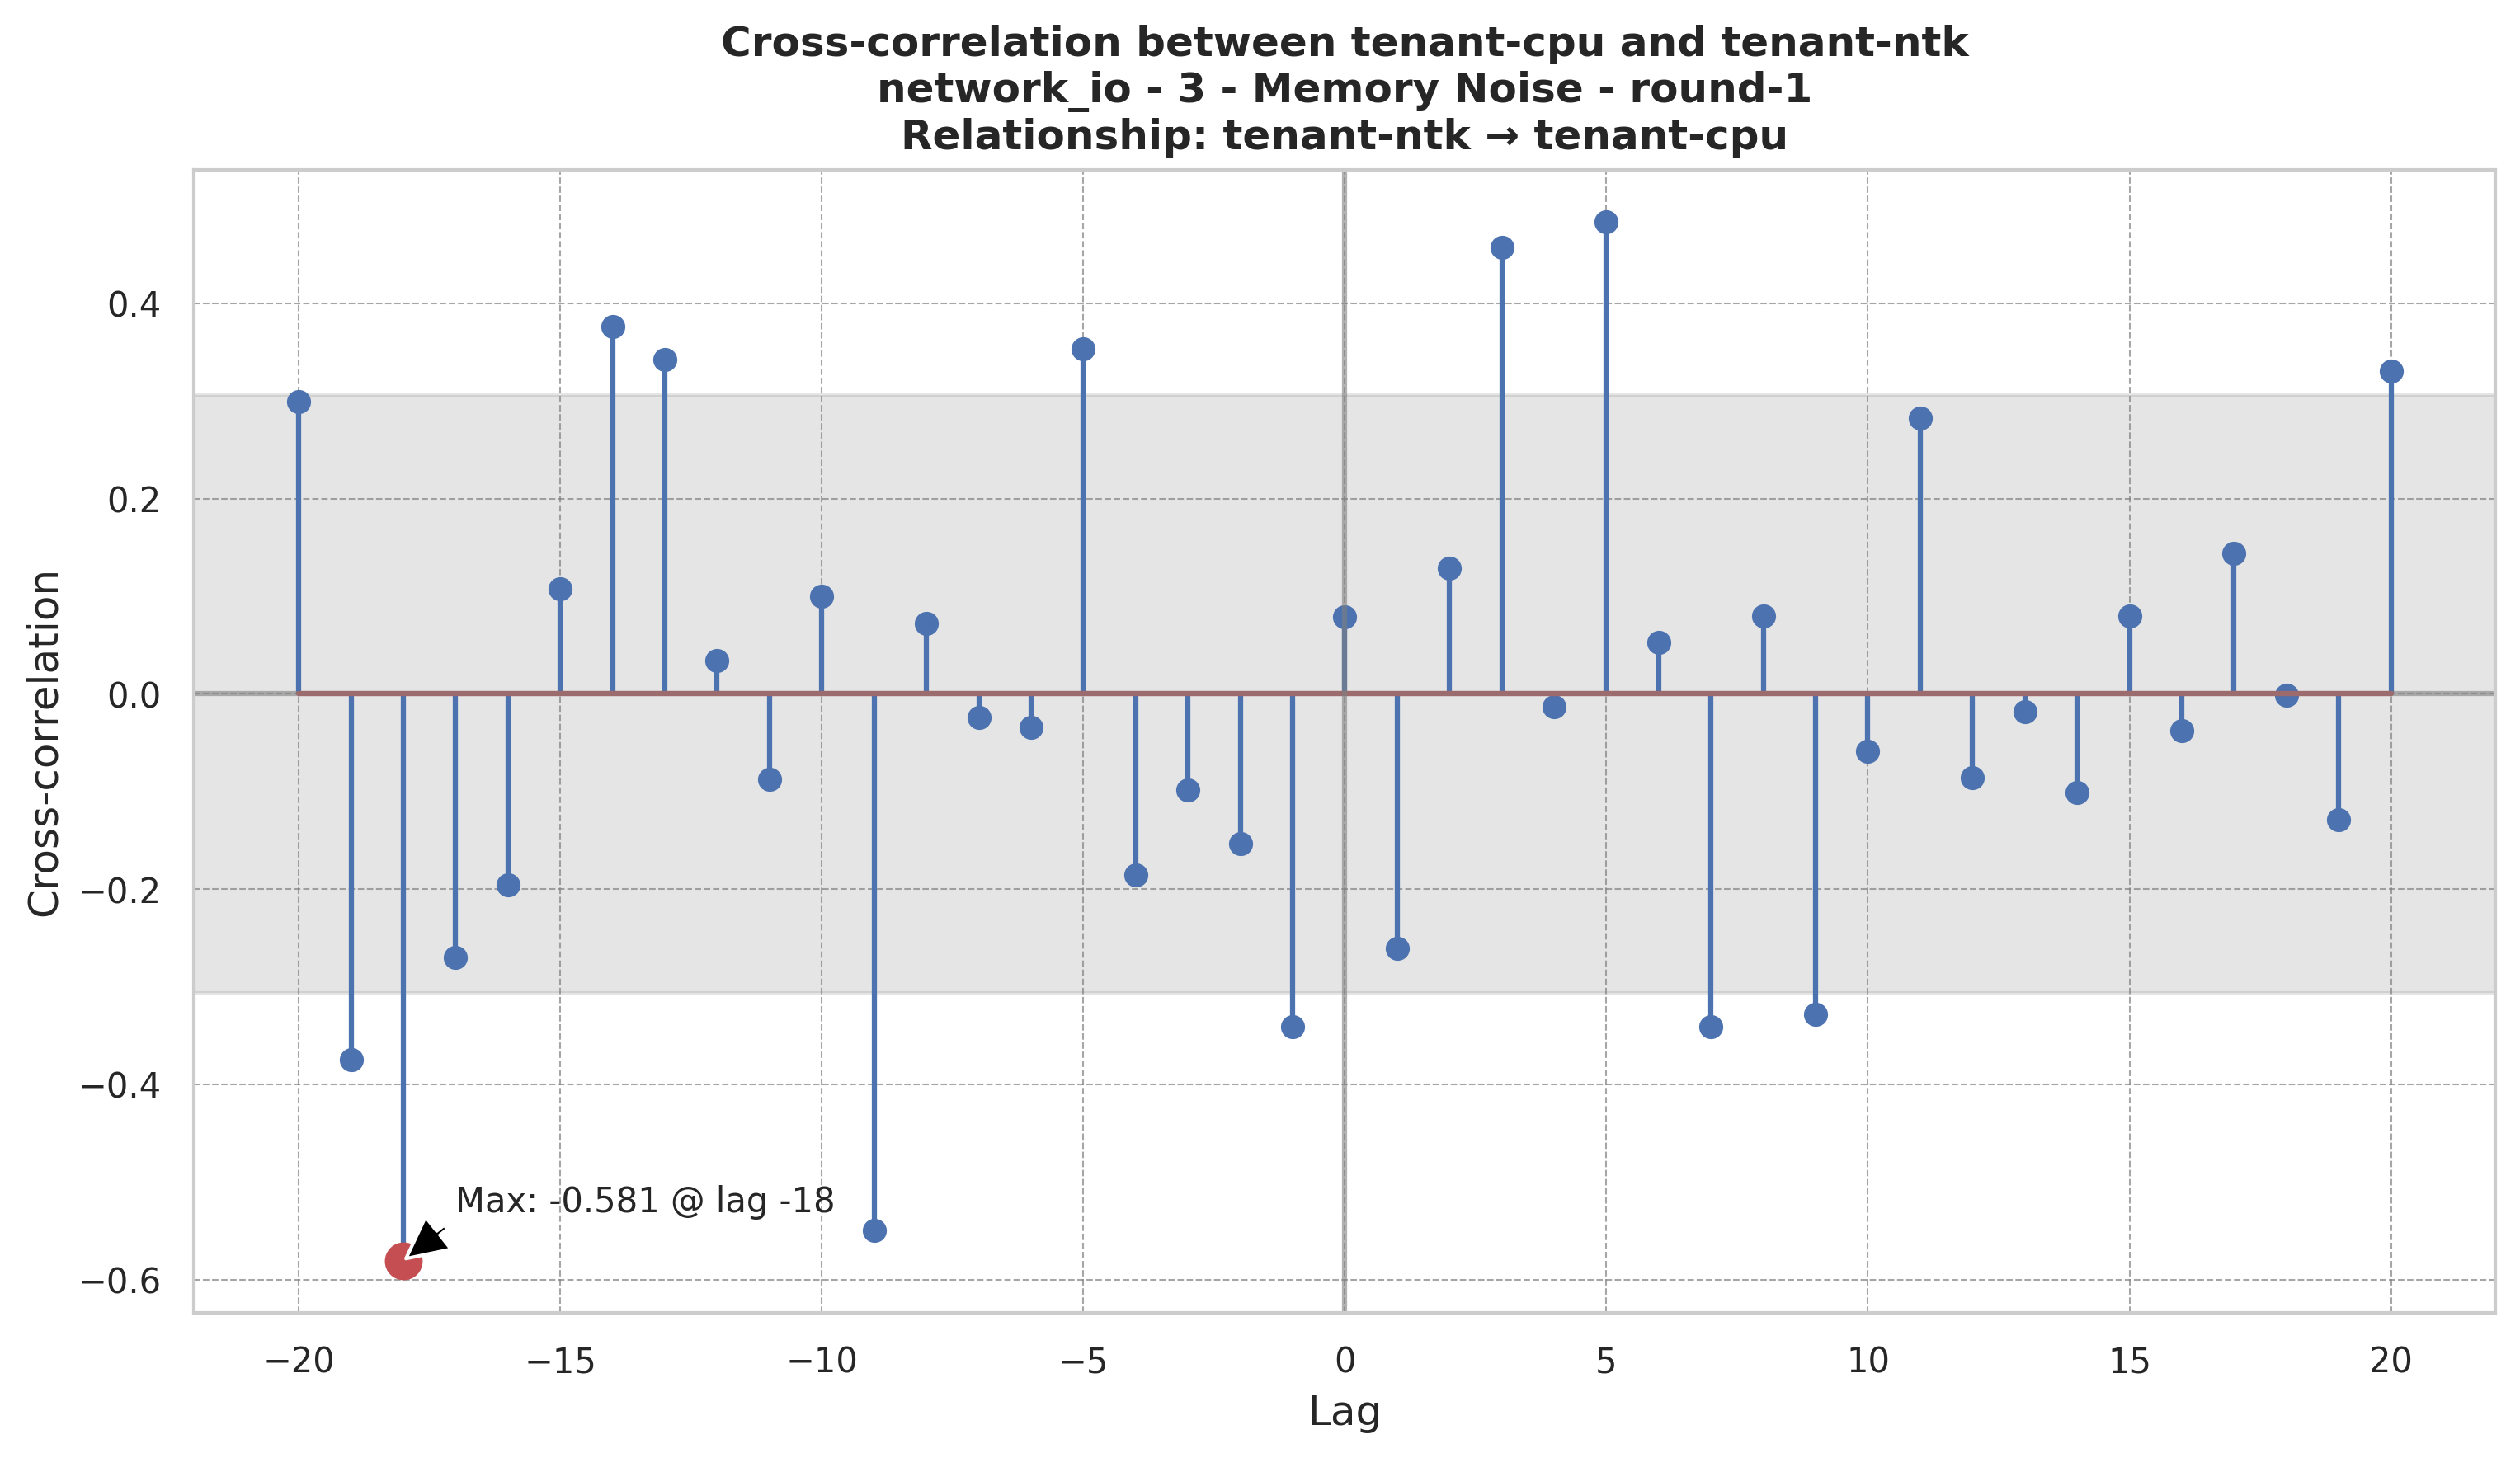 Cross-correlation between tenant-cpu and tenant-ntk
network_io - 3 - Memory Noise - round-1
Relationship: tenant-ntk → tenant-cpu
Cross-correlation
0.4
0.2
0.0
−0.2
−0.4
−0.6
Max: -0.581 @ lag -18
−20 −15 −10 −5 0 5 10 15 20
Lag